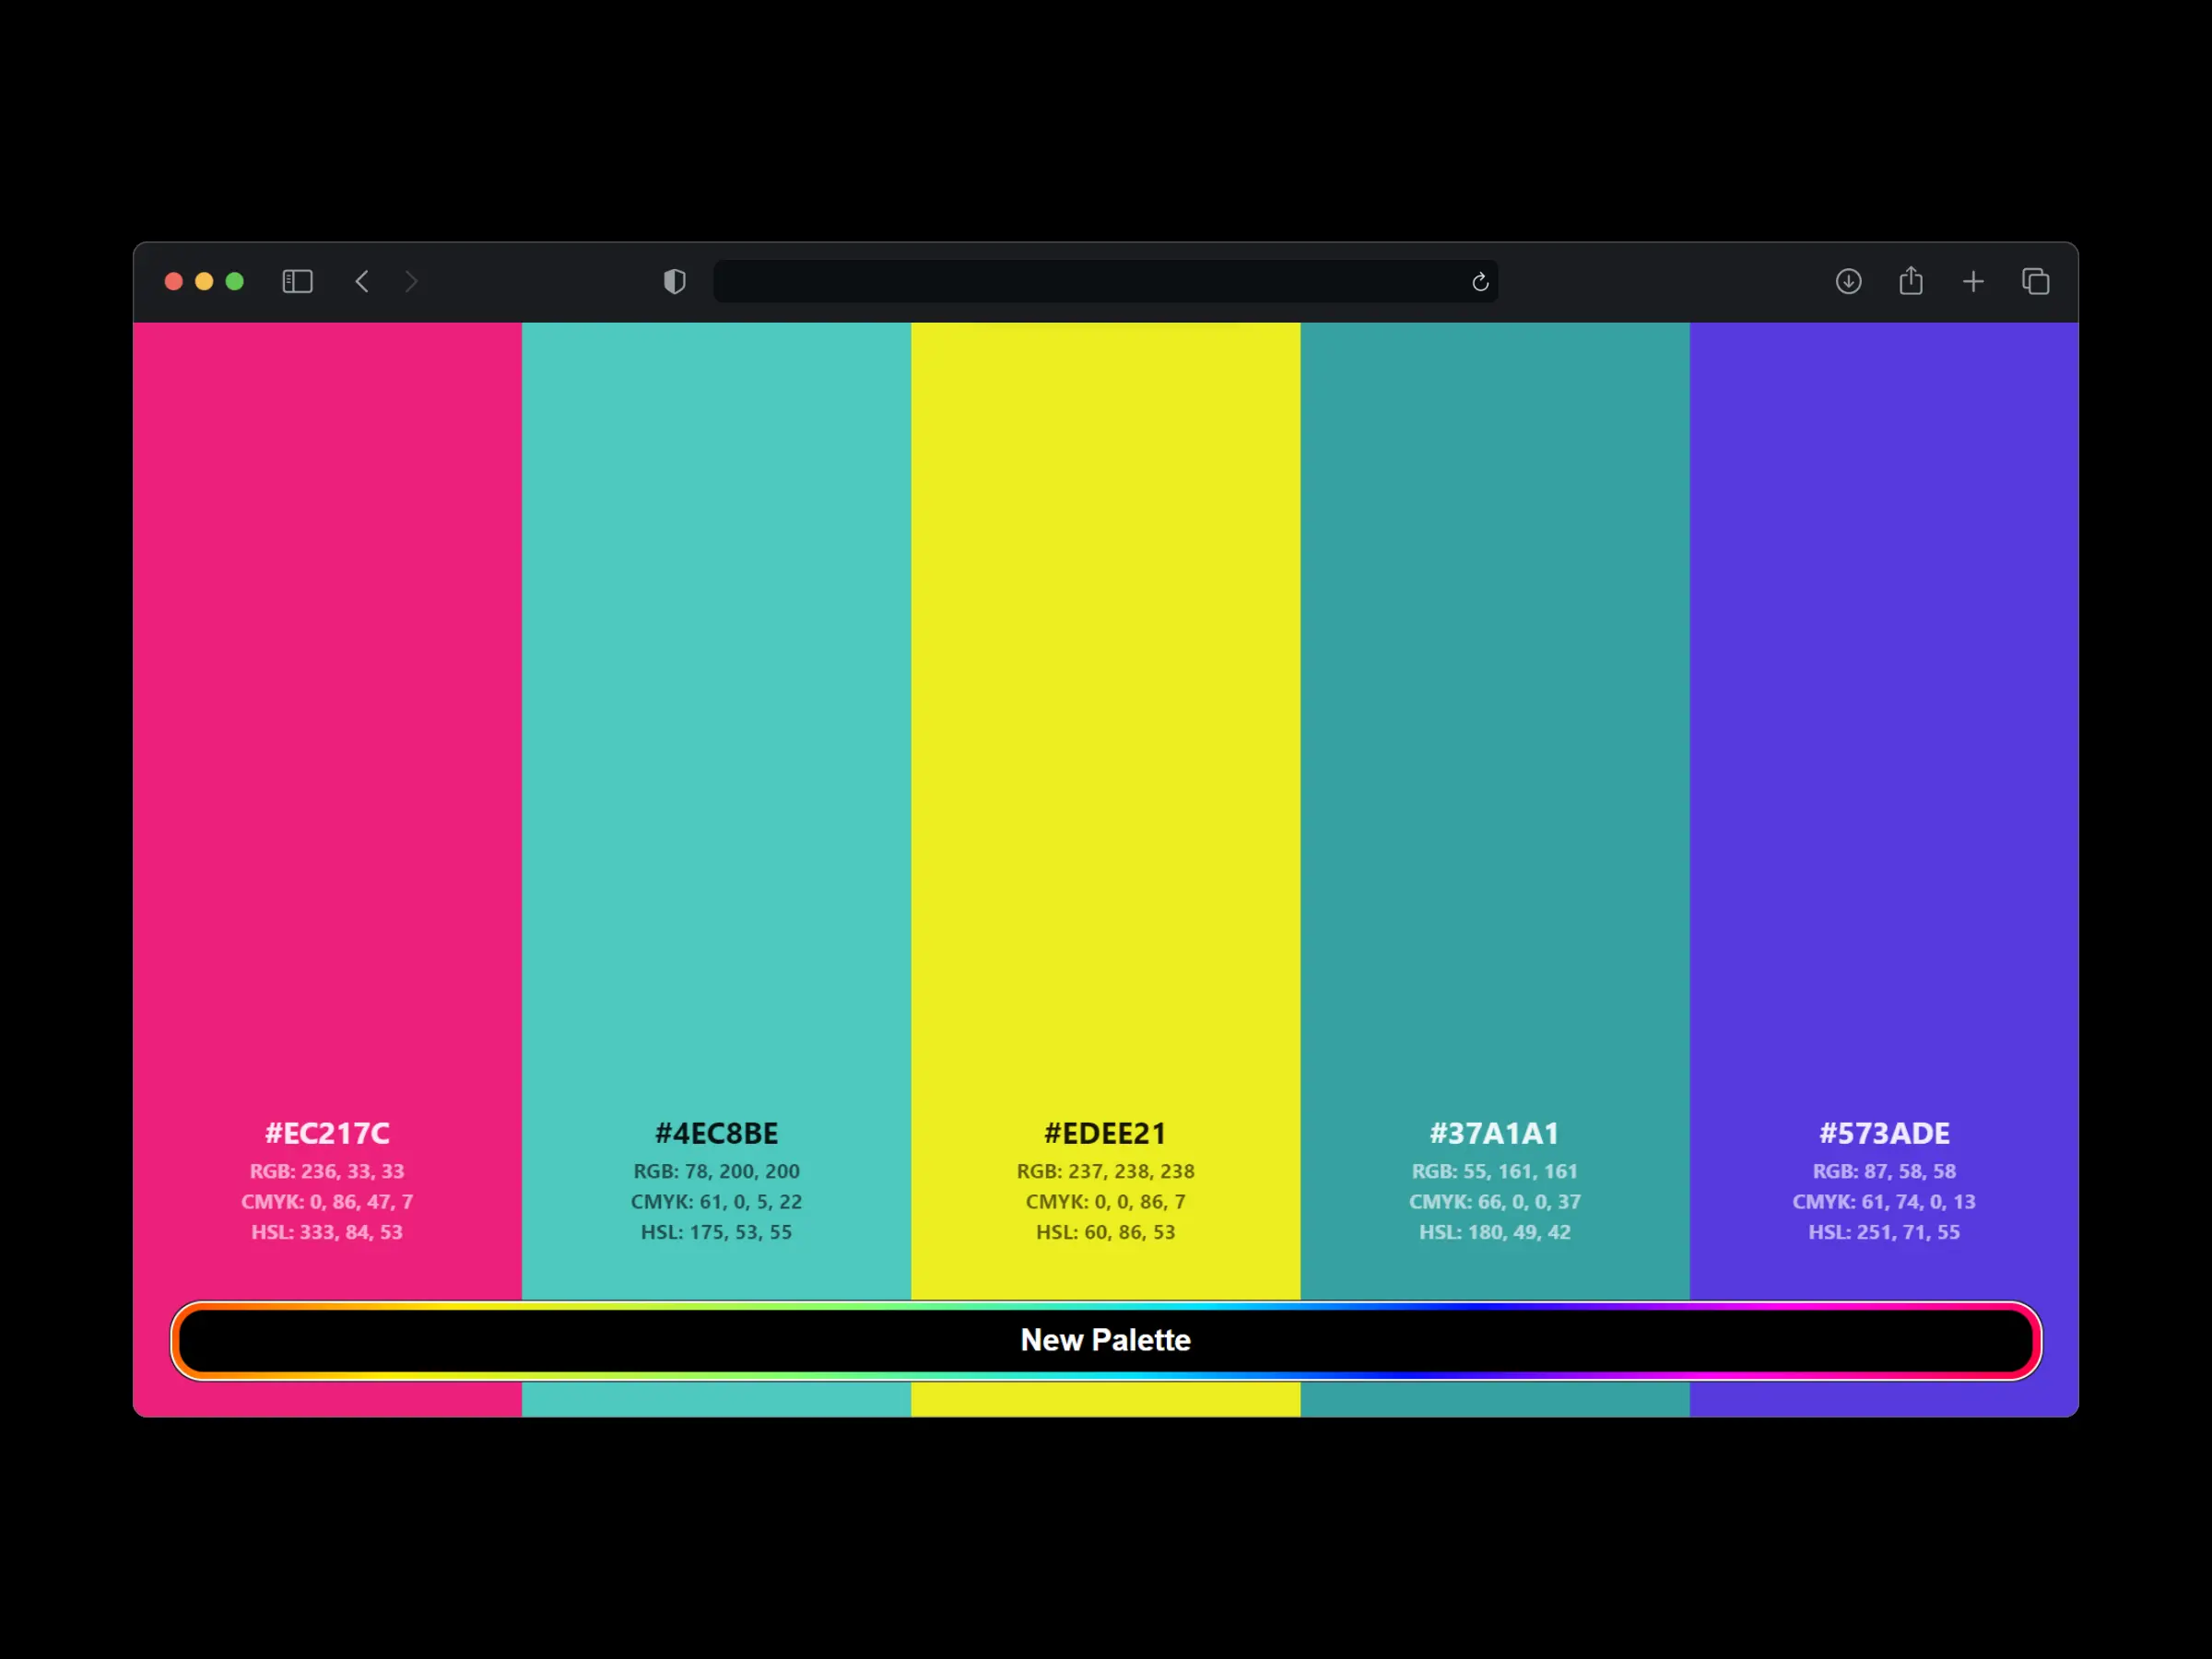 #EC217C
RGB: 236, 33, 33
CMYK: 0, 86, 47, 7
HSL: 333, 84, 53
#4EC8BE
RGB: 78, 200, 200
CMYK: 61, 0, 5, 22
HSL: 175, 53, 55
#EDEE21
RGB: 237, 238, 238
CMYK: 0, 0, 86, 7
HSL: 60, 86, 53
#37A1A1
RGB: 55, 161, 161
CMYK: 66, 0, 0, 37
HSL: 180, 49, 42
#573ADE
RGB: 87, 58, 58
CMYK: 61, 74, 0, 13
HSL: 251, 71, 55
New Palette